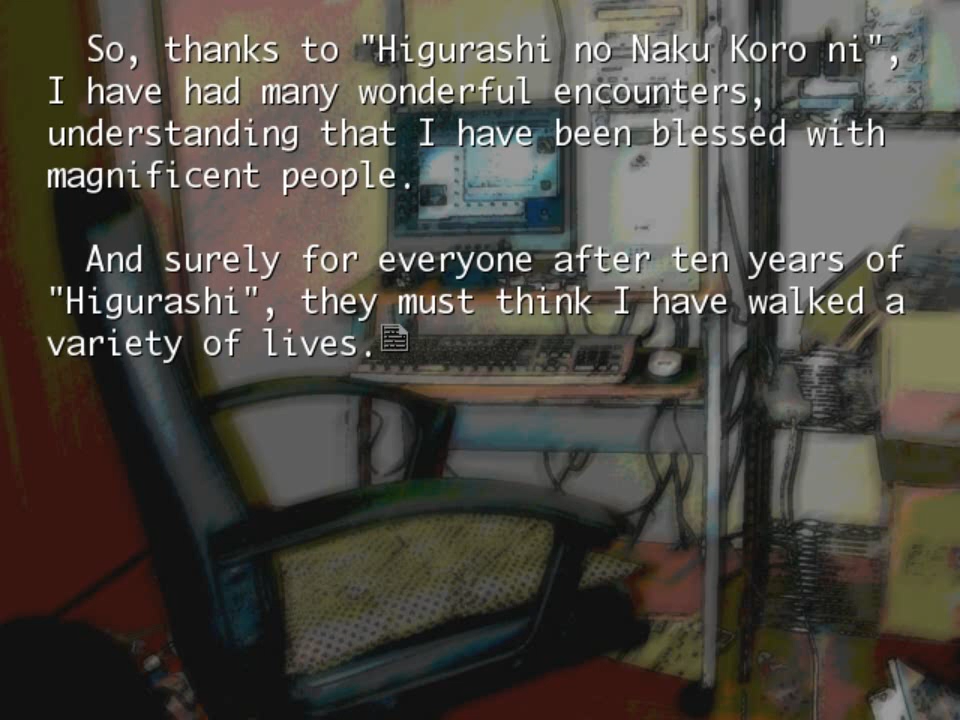 So, thanks to "Higurashi no Naku Koro ni",
I have had many wonderful encounters,
understanding that I have been blessed with
magnificent people.
And surely for everyone after ten years of
"Higurashi", they must think I have walked a
variety of lives.